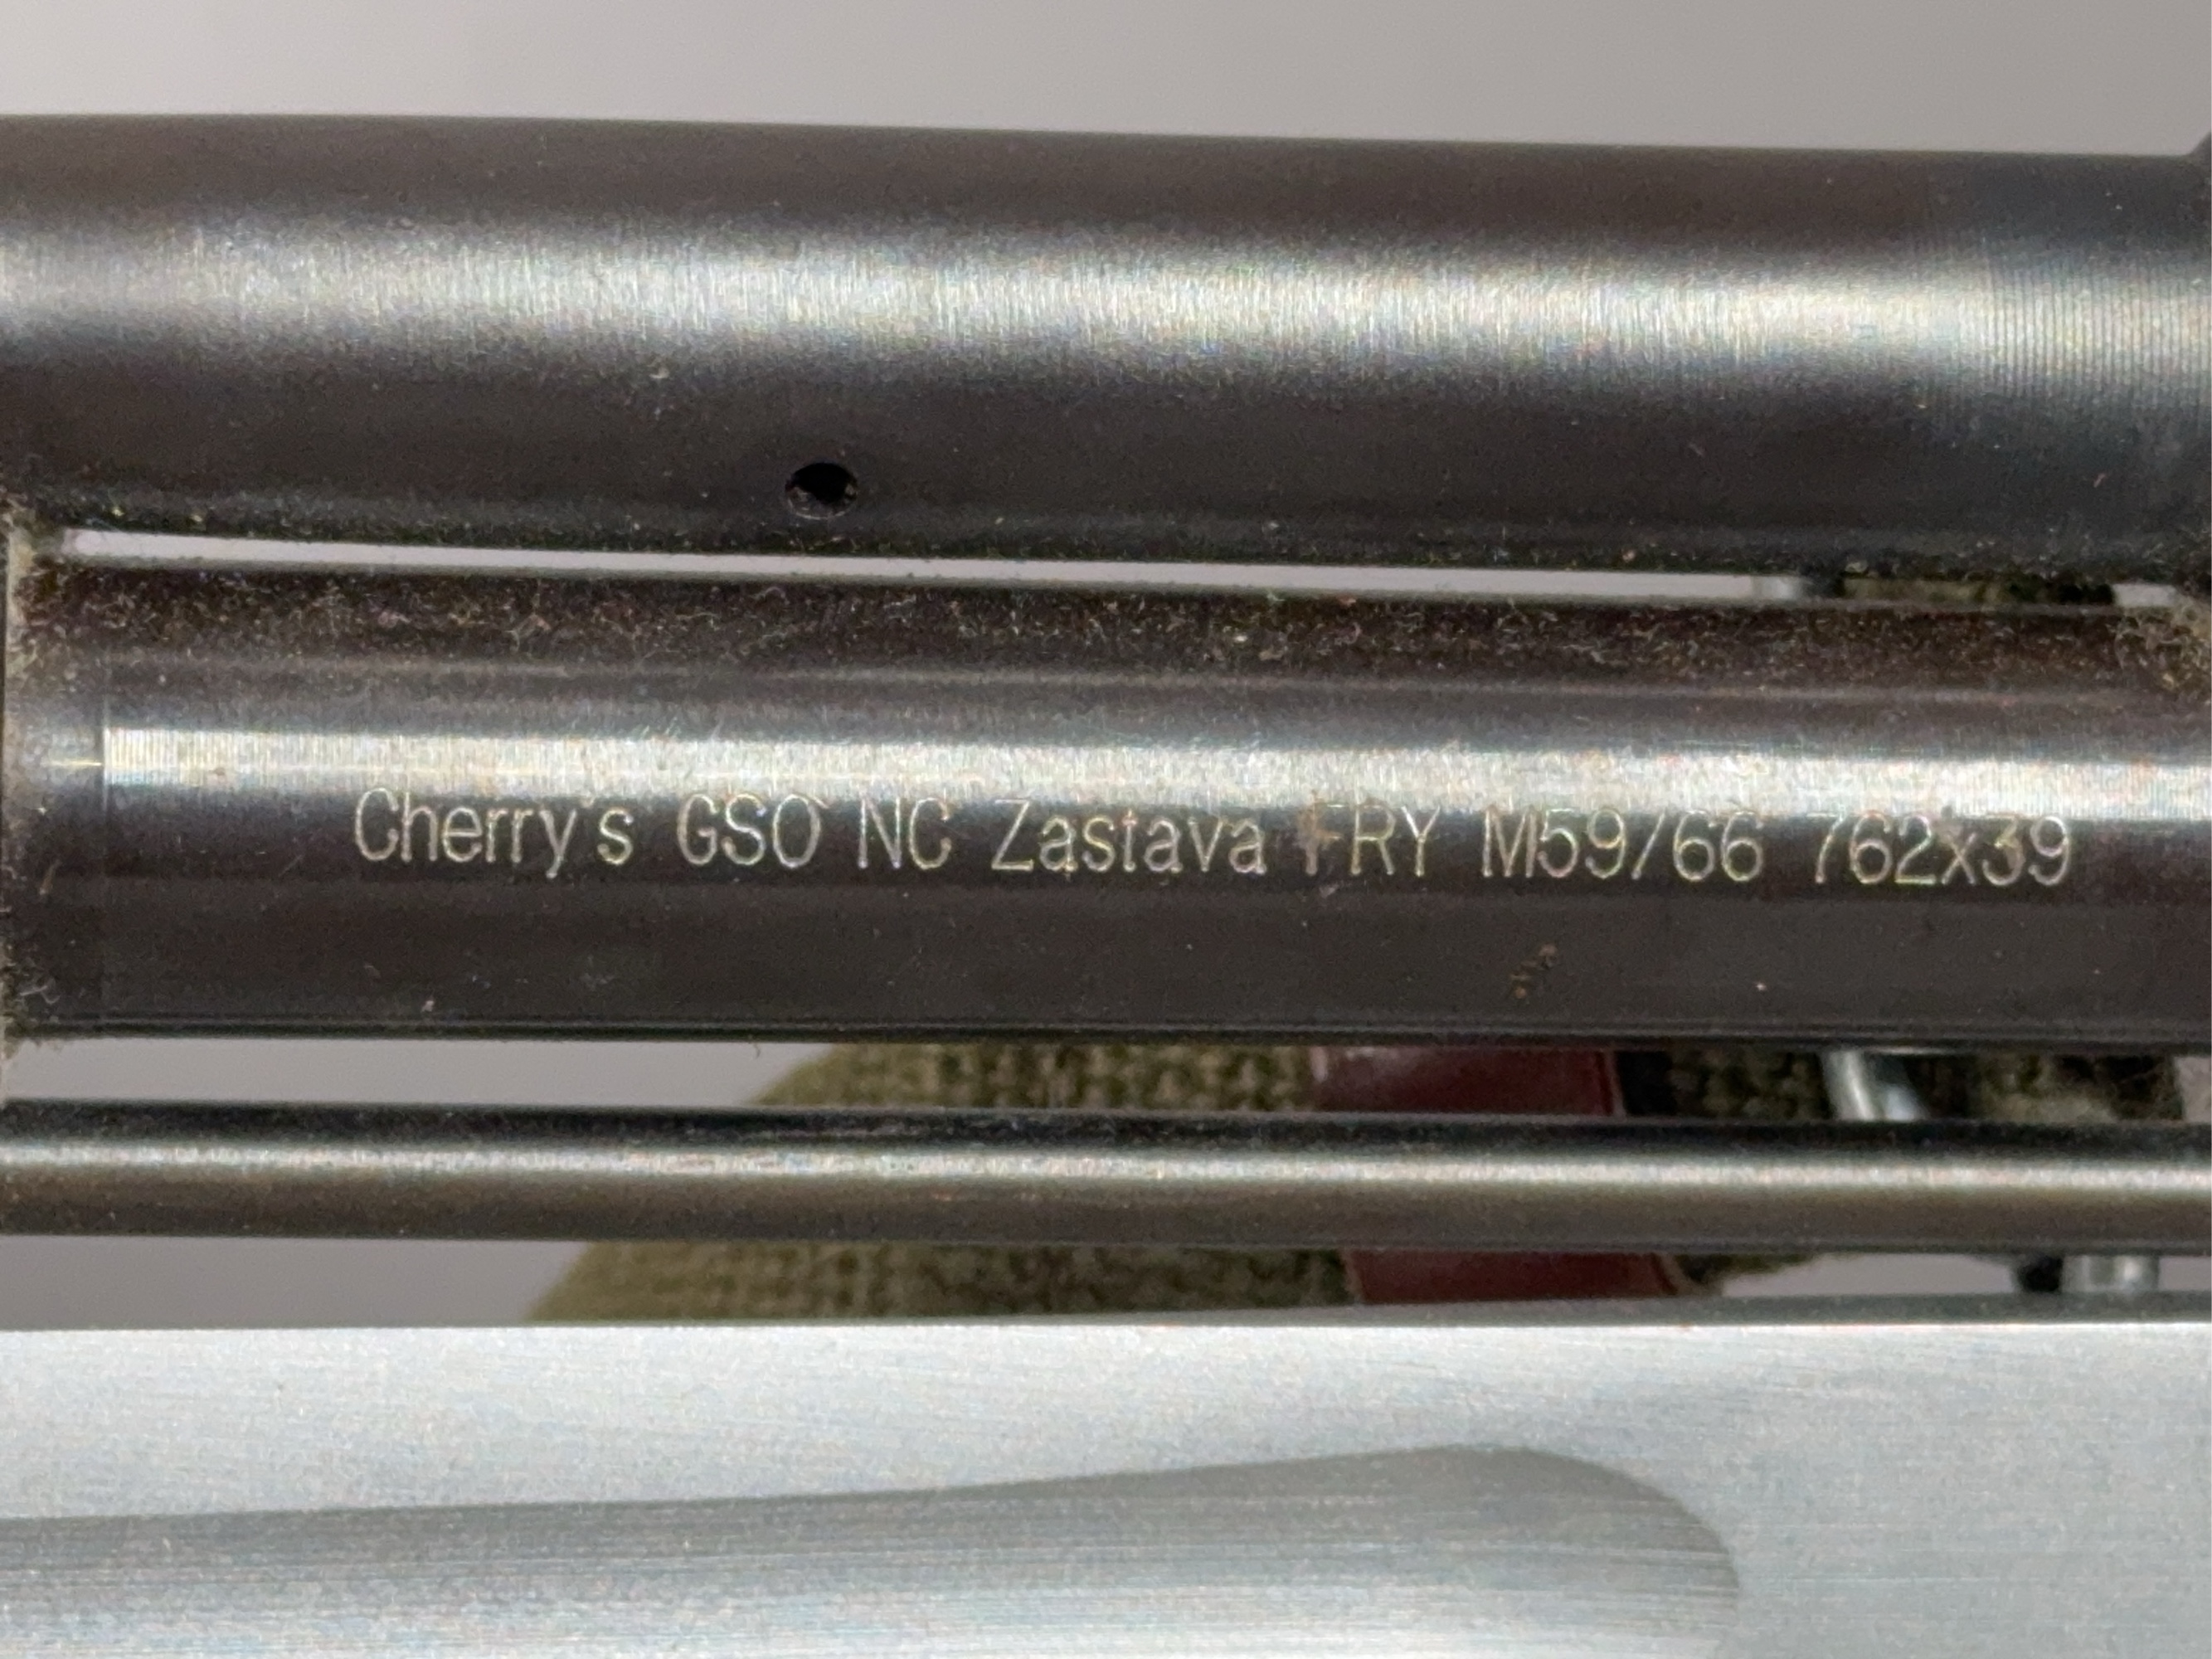 Cherry's GSO NC Zastava FRY M59/66 762x39